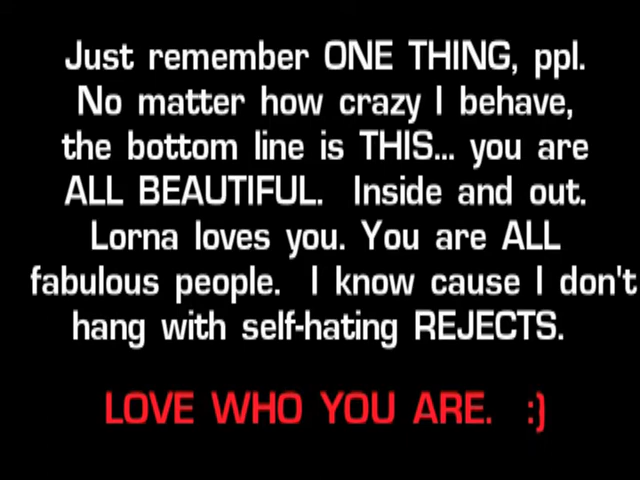 Just remember ONE THING, ppl.
No matter how crazy I behave,
the bottom line is THIS... you are
ALL BEAUTIFUL. Inside and out.
Lorna loves you. You are ALL
fabulous people. I know cause I don't
hang with self-hating REJECTS.
LOVE WHO YOU ARE. :)